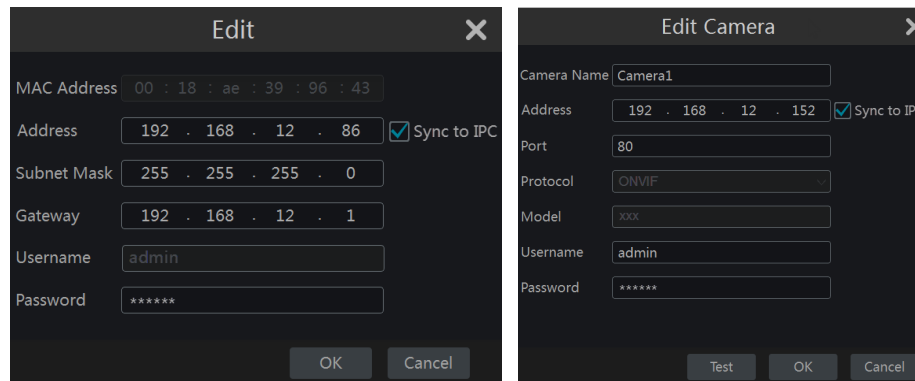 Edit
MAC Address 00 : 18 : ae : 39 : 96 : 43
Address 192 . 168 . 12 . 86 Sync to IPC
Subnet Mask 255 . 255 . 255 . 0
Gateway 192 . 168 . 12 . 1
Username admin
Password ******
OK Cancel
Edit Camera
Camera Name Camera1
Address 192 . 168 . 12 . 152 Sync to IP
Port 80
Protocol ONVIF
Model xxx
Username admin
Password ******
Test OK Cancel